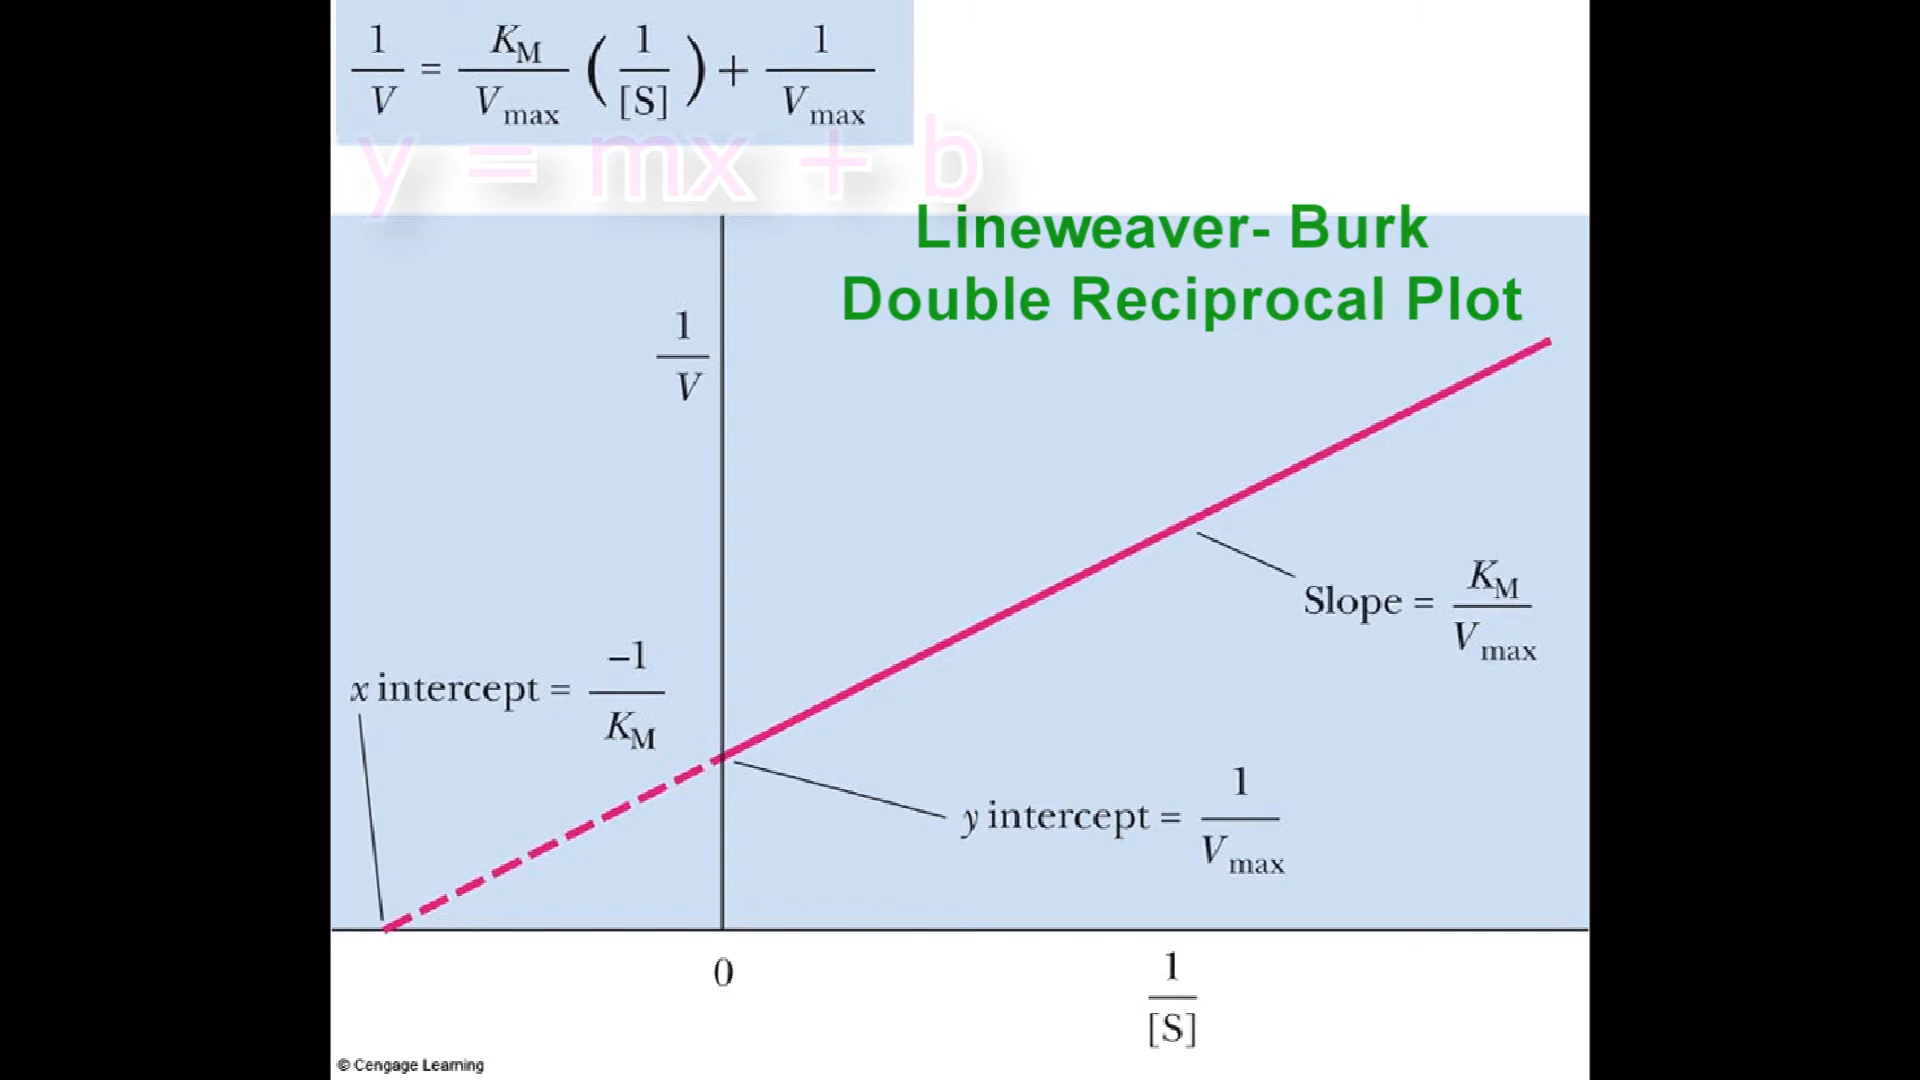 1/V = K_M/V_max (1/[S]) + 1/V_max
y = mx + b
Lineweaver- Burk
Double Reciprocal Plot
1/V
Slope = K_M/V_max
x intercept = –1/K_M
y intercept = 1/V_max
0
1/[S]
© Cengage Learning